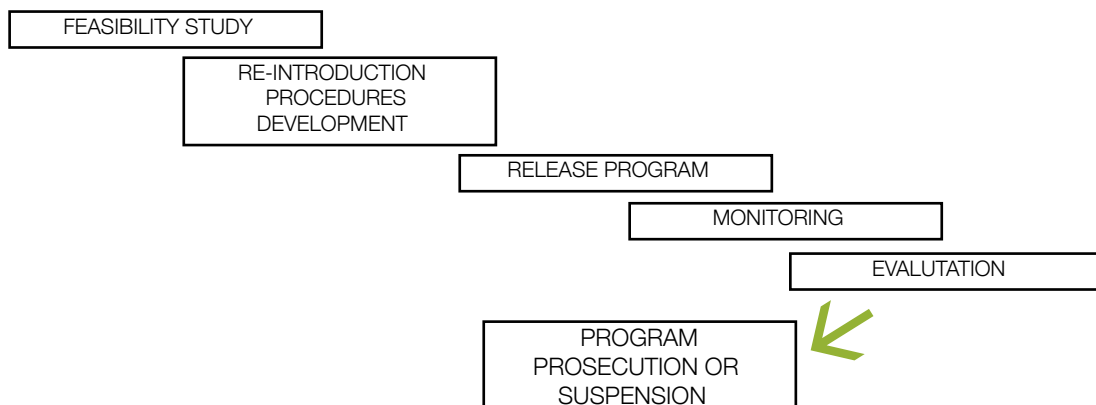 FEASIBILITY STUDY
RE-INTRODUCTION
PROCEDURES
DEVELOPMENT
RELEASE PROGRAM
MONITORING
EVALUTATION
PROGRAM
PROSECUTION OR
SUSPENSION